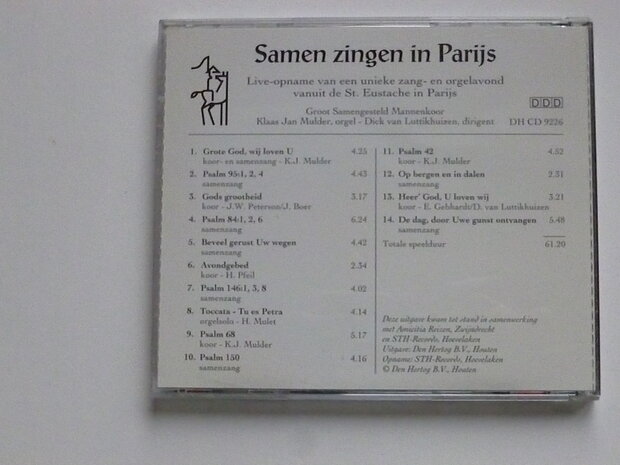 Samen zingen in Parijs
Live-opname van een unieke zang- en orgelavond
vanuit de St. Eustache in Parijs
Groot Samengesteld Mannenkoor
Klaas Jan Mulder, orgel - Dick van Luttikhuizen, dirigent
DDD
DH CD 9226
1. Grote God, wij loven U 4.25
koor- en samenzang - K.J. Mulder
2. Psalm 95:1, 2, 4 4.43
samenzang
3. Gods grootheid 3.17
koor - J.W. Peterson/J. Boer
4. Psalm 84:1, 2, 6 6.24
samenzang
5. Beveel gerust Uw wegen 4.42
samenzang
6. Avondgebed 2.34
koor - H. Pfeil
7. Psalm 146:1, 3, 8 4.02
samenzang
8. Toccata - Tu es Petra 4.14
orgelsolo - H. Mulet
9. Psalm 68 5.17
koor - K.J. Mulder
10. Psalm 150 4.16
samenzang
11. Psalm 42 4.52
koor - K.J. Mulder
12. Op bergen en in dalen 2.31
samenzang
13. Heer' God, U loven wij 3.21
koor - E. Gebhardt/D. van Luttikhuizen
14. De dag, door Uwe gunst ontvangen 5.48
samenzang
Totale speelduur 61.20
Deze uitgave kwam tot stand in samenwerking
met Amicitia Reizen, Zwijndrecht
en STH-Records, Hoevelaken
Uitgave: Den Hertog B.V., Houten
Opname: STH-Records, Hoevelaken
© Den Hertog B.V., Houten